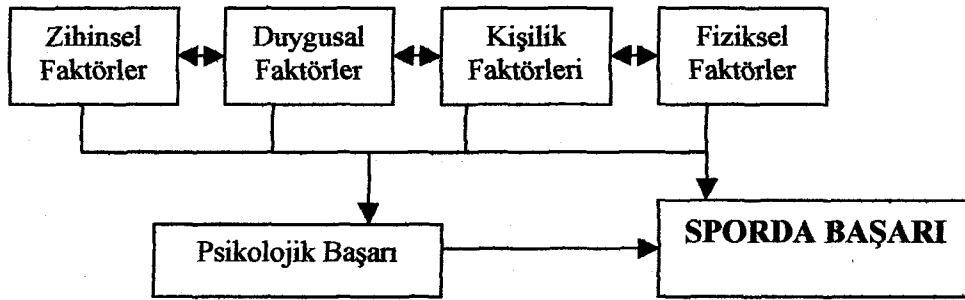 Zihinsel
Faktörler
Duygusal
Faktörler
Kişilik
Faktörleri
Fiziksel
Faktörler
Psikolojik Başarı
SPORDA BAŞARI